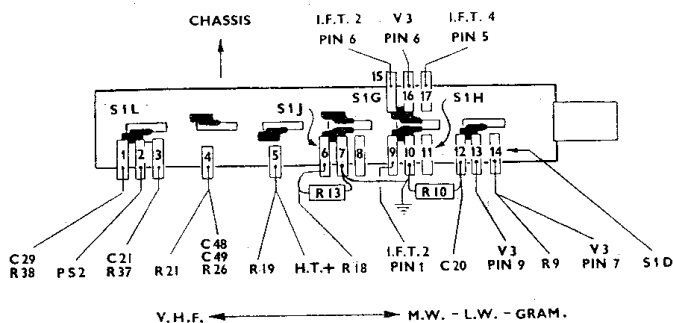 CHASSIS
I.F.T. 2 V 3 I.F.T. 4
PIN 6 PIN 6 PIN 5
15 16 17
S1L S1J S1G S1H
1 2 3 4 5 6 7 8 9 10 11 12 13 14
R13 R10
C29 C21 C48 I.F.T.2 V3 V3
R38 PS2 R37 R21 C49 R19 H.T.+ R18 PIN 1 C20 PIN 9 R9 PIN 7 S1D
R26
V.H.F. M.W. - L.W. - GRAM.